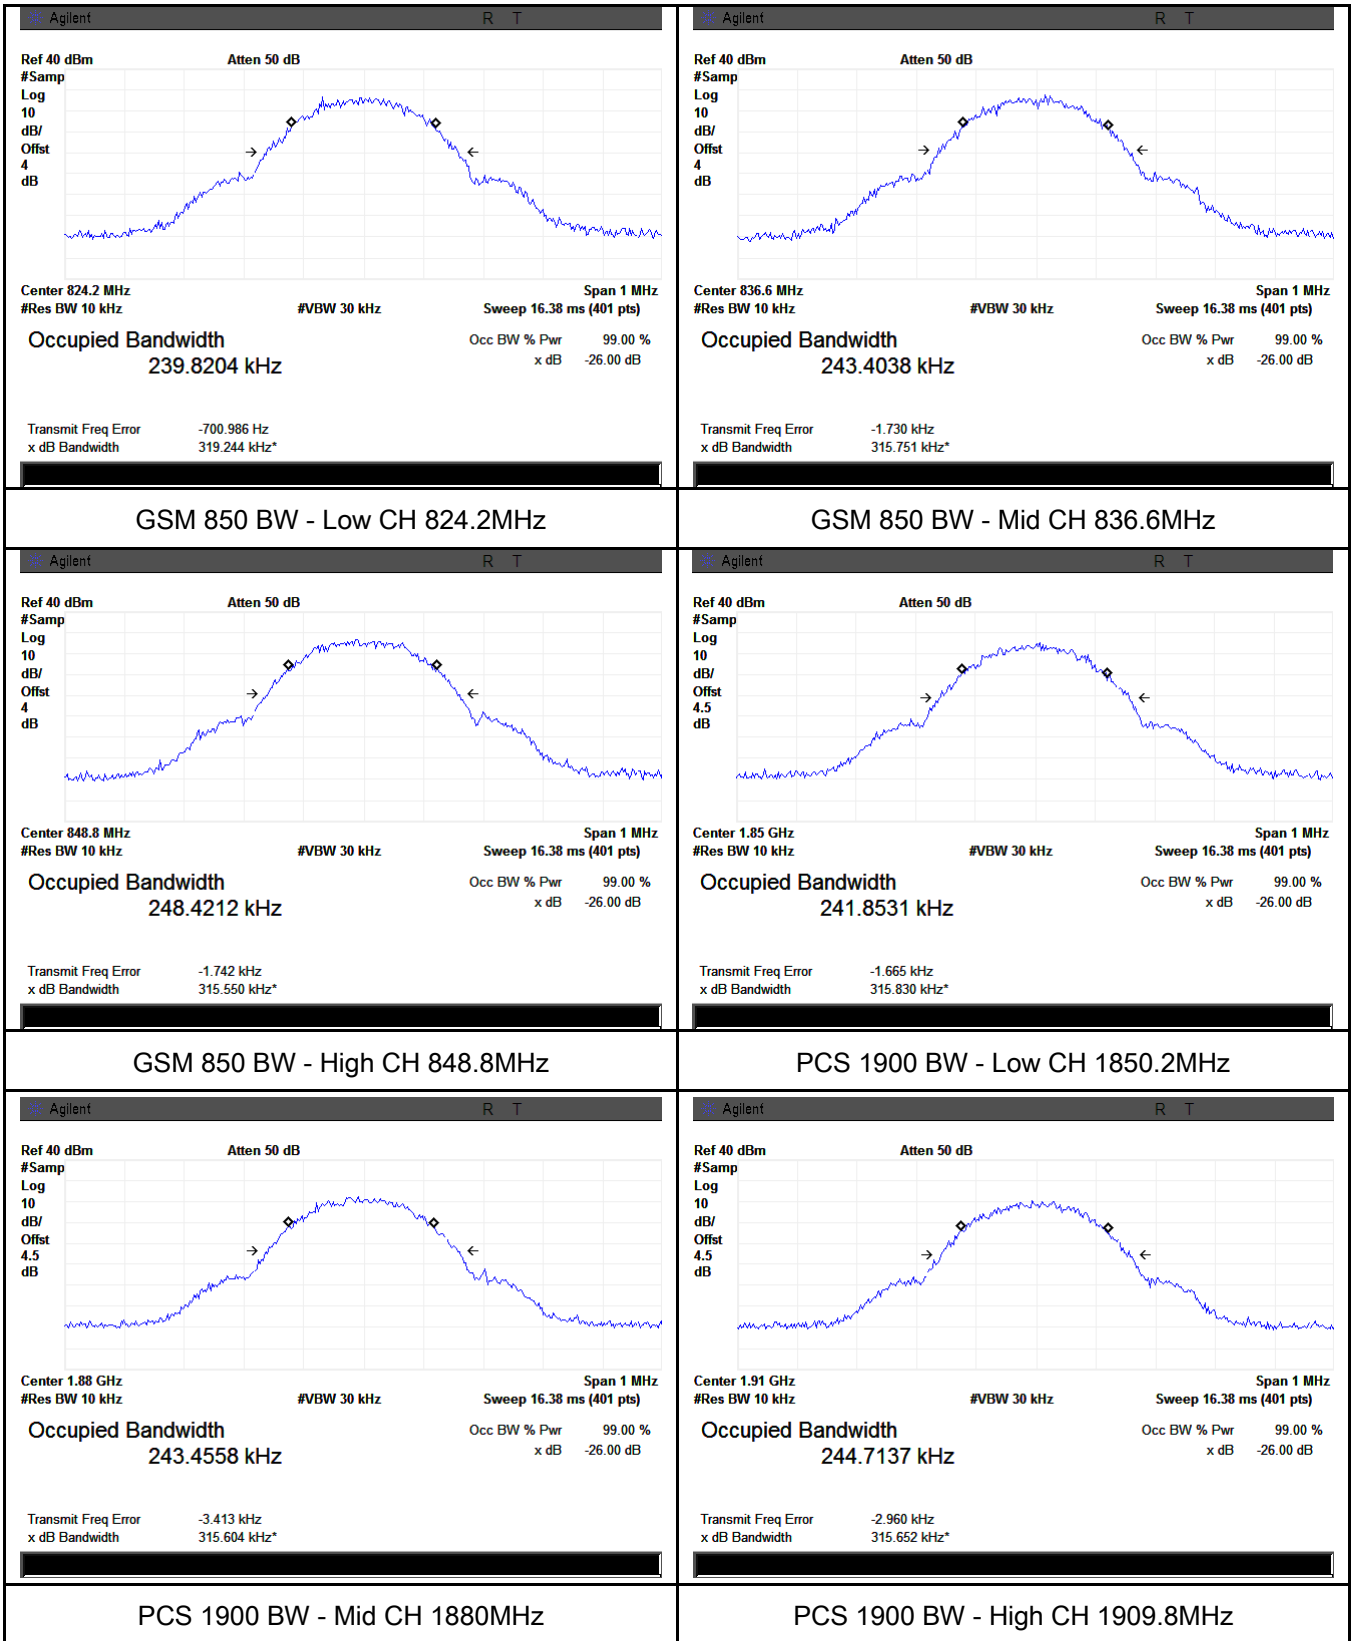 Agilent R T
Ref 40 dBm Atten 50 dB
#Samp
Log
10
dB/
Offst
4
dB
Center 824.2 MHz Span 1 MHz
#Res BW 10 kHz #VBW 30 kHz Sweep 16.38 ms (401 pts)
Occupied Bandwidth Occ BW % Pwr 99.00 %
239.8204 kHz x dB -26.00 dB
Transmit Freq Error -700.986 Hz
x dB Bandwidth 319.244 kHz*
GSM 850 BW - Low CH 824.2MHz
Agilent R T
Ref 40 dBm Atten 50 dB
#Samp
Log
10
dB/
Offst
4
dB
Center 836.6 MHz Span 1 MHz
#Res BW 10 kHz #VBW 30 kHz Sweep 16.38 ms (401 pts)
Occupied Bandwidth Occ BW % Pwr 99.00 %
243.4038 kHz x dB -26.00 dB
Transmit Freq Error -1.730 kHz
x dB Bandwidth 315.751 kHz*
GSM 850 BW - Mid CH 836.6MHz
Agilent R T
Ref 40 dBm Atten 50 dB
#Samp
Log
10
dB/
Offst
4
dB
Center 848.8 MHz Span 1 MHz
#Res BW 10 kHz #VBW 30 kHz Sweep 16.38 ms (401 pts)
Occupied Bandwidth Occ BW % Pwr 99.00 %
248.4212 kHz x dB -26.00 dB
Transmit Freq Error -1.742 kHz
x dB Bandwidth 315.550 kHz*
GSM 850 BW - High CH 848.8MHz
Agilent R T
Ref 40 dBm Atten 50 dB
#Samp
Log
10
dB/
Offst
4.5
dB
Center 1.85 GHz Span 1 MHz
#Res BW 10 kHz #VBW 30 kHz Sweep 16.38 ms (401 pts)
Occupied Bandwidth Occ BW % Pwr 99.00 %
241.8531 kHz x dB -26.00 dB
Transmit Freq Error -1.665 kHz
x dB Bandwidth 315.830 kHz*
PCS 1900 BW - Low CH 1850.2MHz
Agilent R T
Ref 40 dBm Atten 50 dB
#Samp
Log
10
dB/
Offst
4.5
dB
Center 1.88 GHz Span 1 MHz
#Res BW 10 kHz #VBW 30 kHz Sweep 16.38 ms (401 pts)
Occupied Bandwidth Occ BW % Pwr 99.00 %
243.4558 kHz x dB -26.00 dB
Transmit Freq Error -3.413 kHz
x dB Bandwidth 315.604 kHz*
PCS 1900 BW - Mid CH 1880MHz
Agilent R T
Ref 40 dBm Atten 50 dB
#Samp
Log
10
dB/
Offst
4.5
dB
Center 1.91 GHz Span 1 MHz
#Res BW 10 kHz #VBW 30 kHz Sweep 16.38 ms (401 pts)
Occupied Bandwidth Occ BW % Pwr 99.00 %
244.7137 kHz x dB -26.00 dB
Transmit Freq Error -2.960 kHz
x dB Bandwidth 315.652 kHz*
PCS 1900 BW - High CH 1909.8MHz